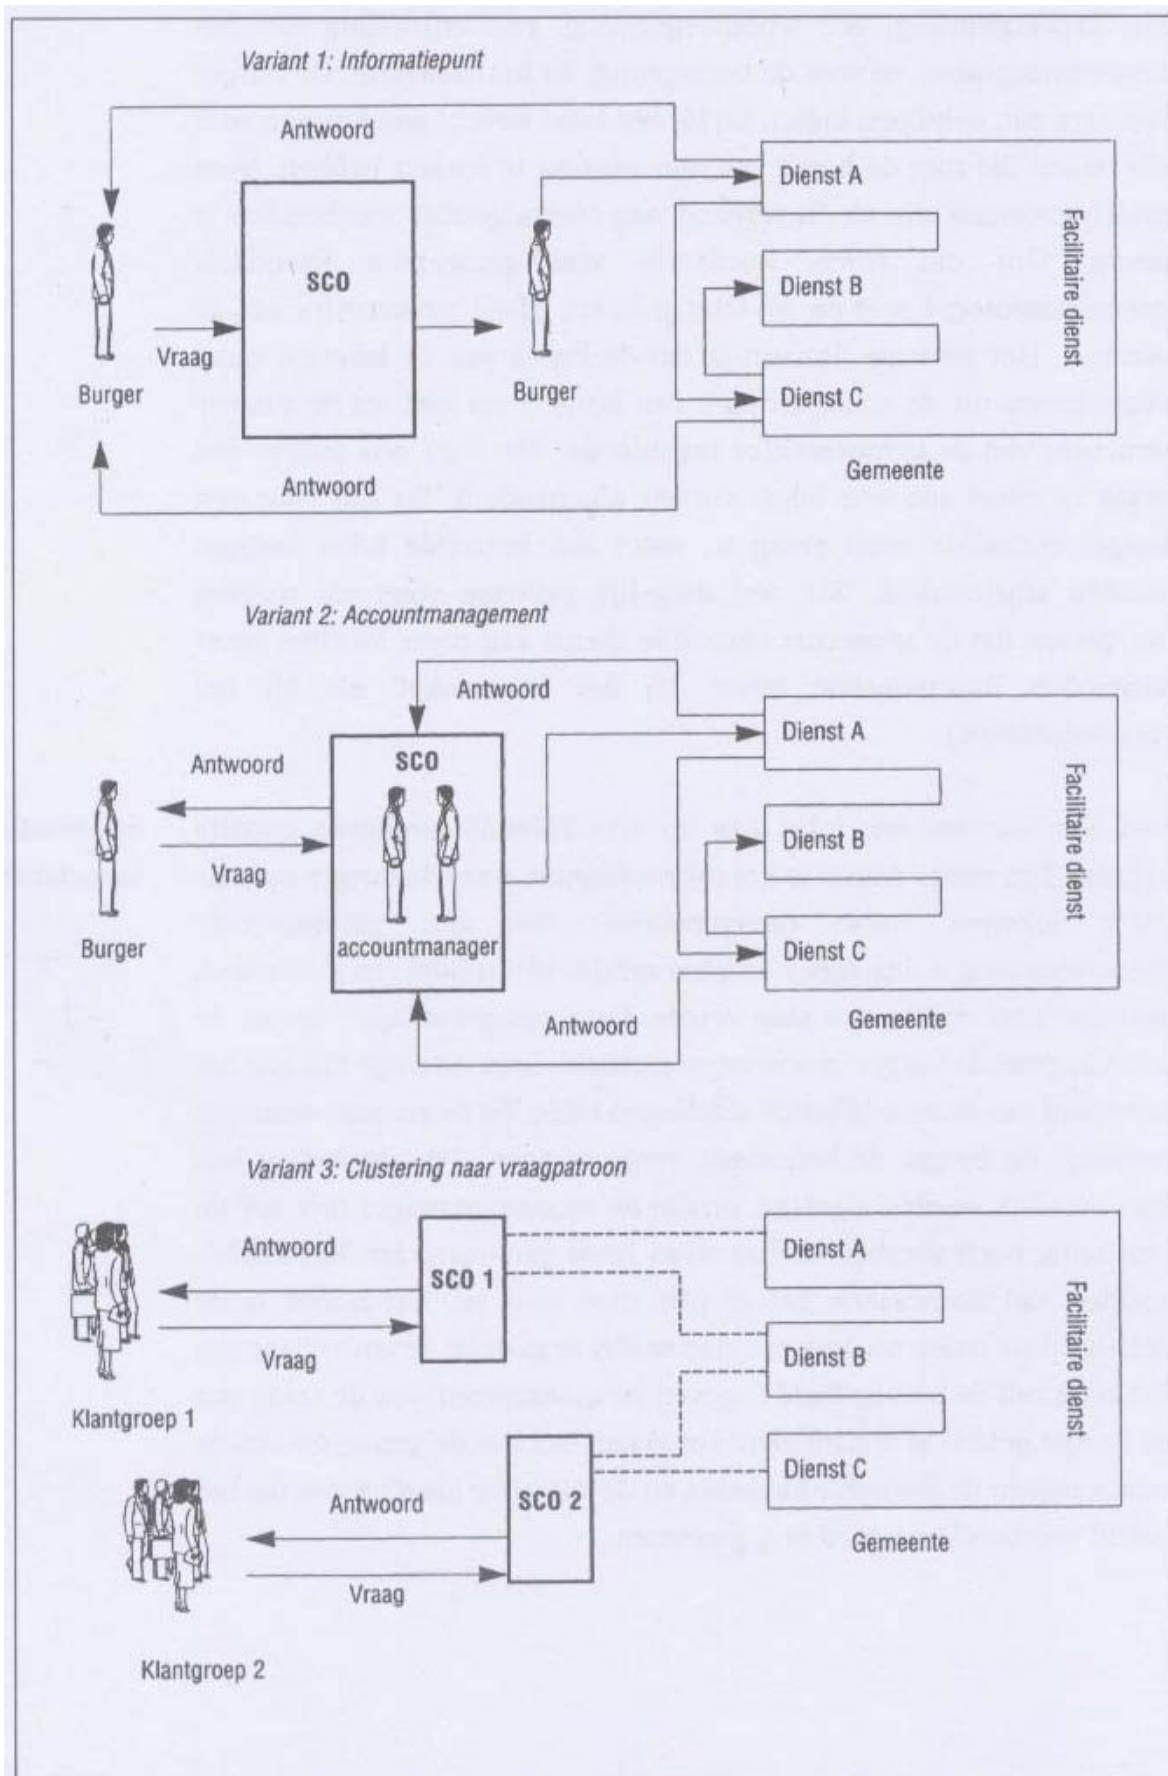 Variant 1: Informatiepunt
Antwoord
Dienst A
SCO
Facilitaire dienst
Dienst B
Vraag
Burger
Burger
Dienst C
Gemeente
Antwoord
Variant 2: Accountmanagement
Antwoord
Dienst A
SCO
Antwoord
Facilitaire dienst
Dienst B
Vraag
Burger
accountmanager
Dienst C
Antwoord
Gemeente
Variant 3: Clustering naar vraagpatroon
Antwoord
Dienst A
SCO 1
Facilitaire dienst
Vraag
Dienst B
Klantgroep 1
Dienst C
Antwoord
SCO 2
Gemeente
Vraag
Klantgroep 2